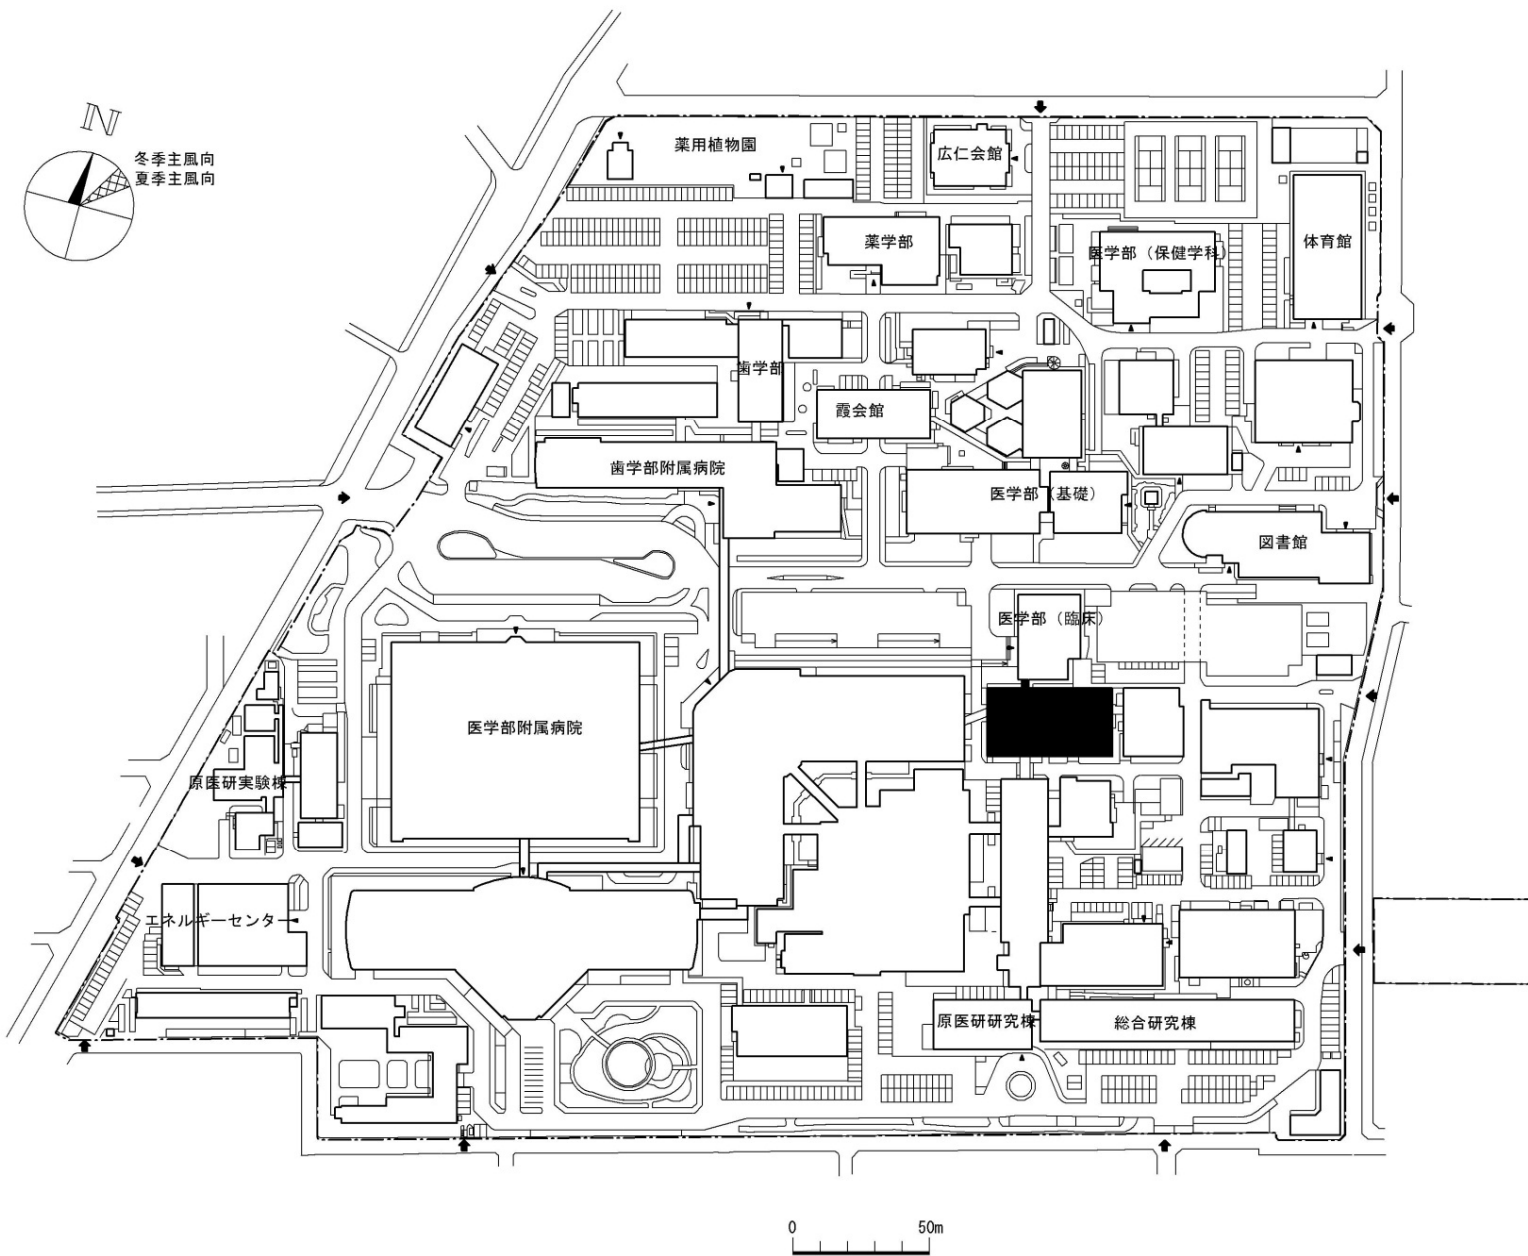 N
冬季主風向
夏季主風向
薬用植物園
広仁会館
薬学部
医学部（保健学科）
体育館
歯学部
霞会館
歯学部附属病院
医学部（基礎）
図書館
医学部（臨床）
医学部附属病院
原医研実験棟
エネルギーセンター
原医研研究棟
総合研究棟
0 50m